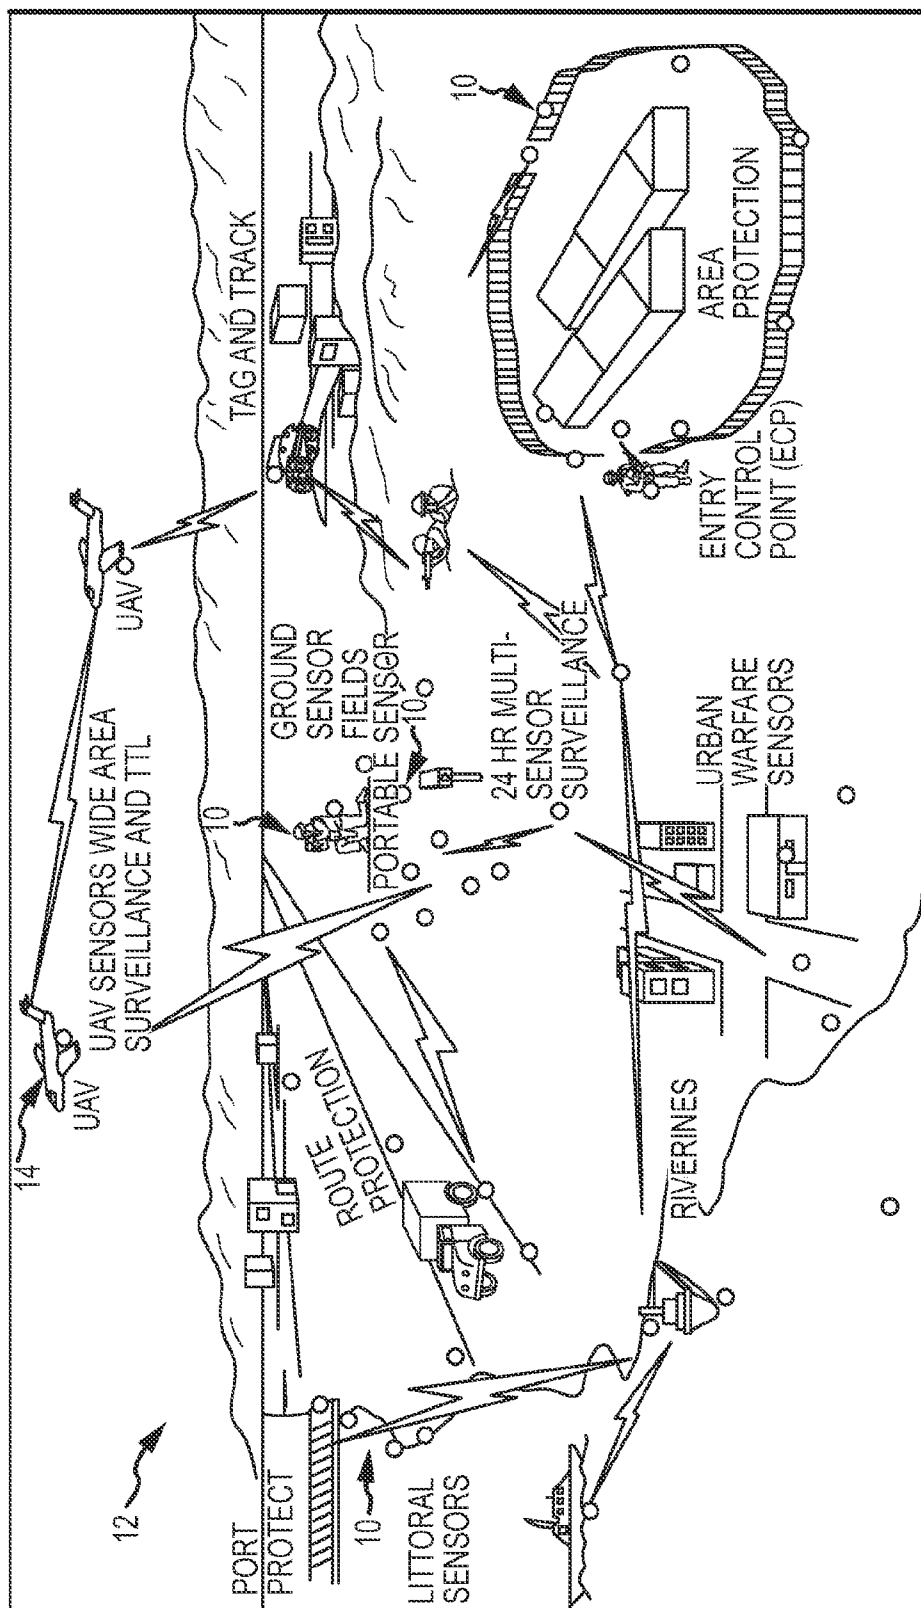 14
UAV
UAV SENSORS WIDE AREA
SURVEILLANCE AND TTL
UAV
12
10
TAG AND TRACK
PORT
PROTECT
ROUTE
PROTECTION
GROUND
SENSOR
FIELDS
PORTABLE SENSOR
10
10
10
LITTORAL
SENSORS
24 HR MULTI-
SENSOR
SURVEILLANCE
AREA
PROTECTION
ENTRY
CONTROL
POINT (ECP)
RIVERINES
URBAN
WARFARE
SENSORS